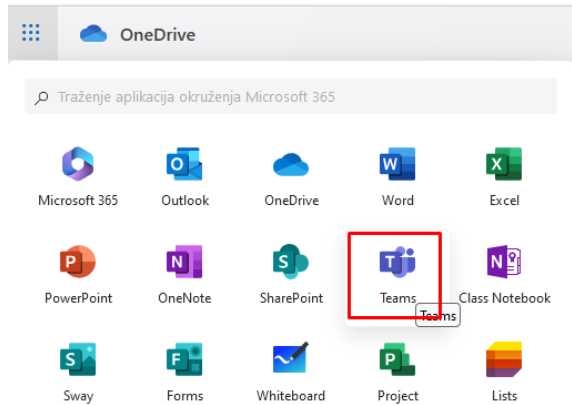 OneDrive
Traženje aplikacija okruženja Microsoft 365
Microsoft 365 Outlook OneDrive Word Excel
PowerPoint OneNote SharePoint Teams Class Notebook
Teams
Sway Forms Whiteboard Project Lists